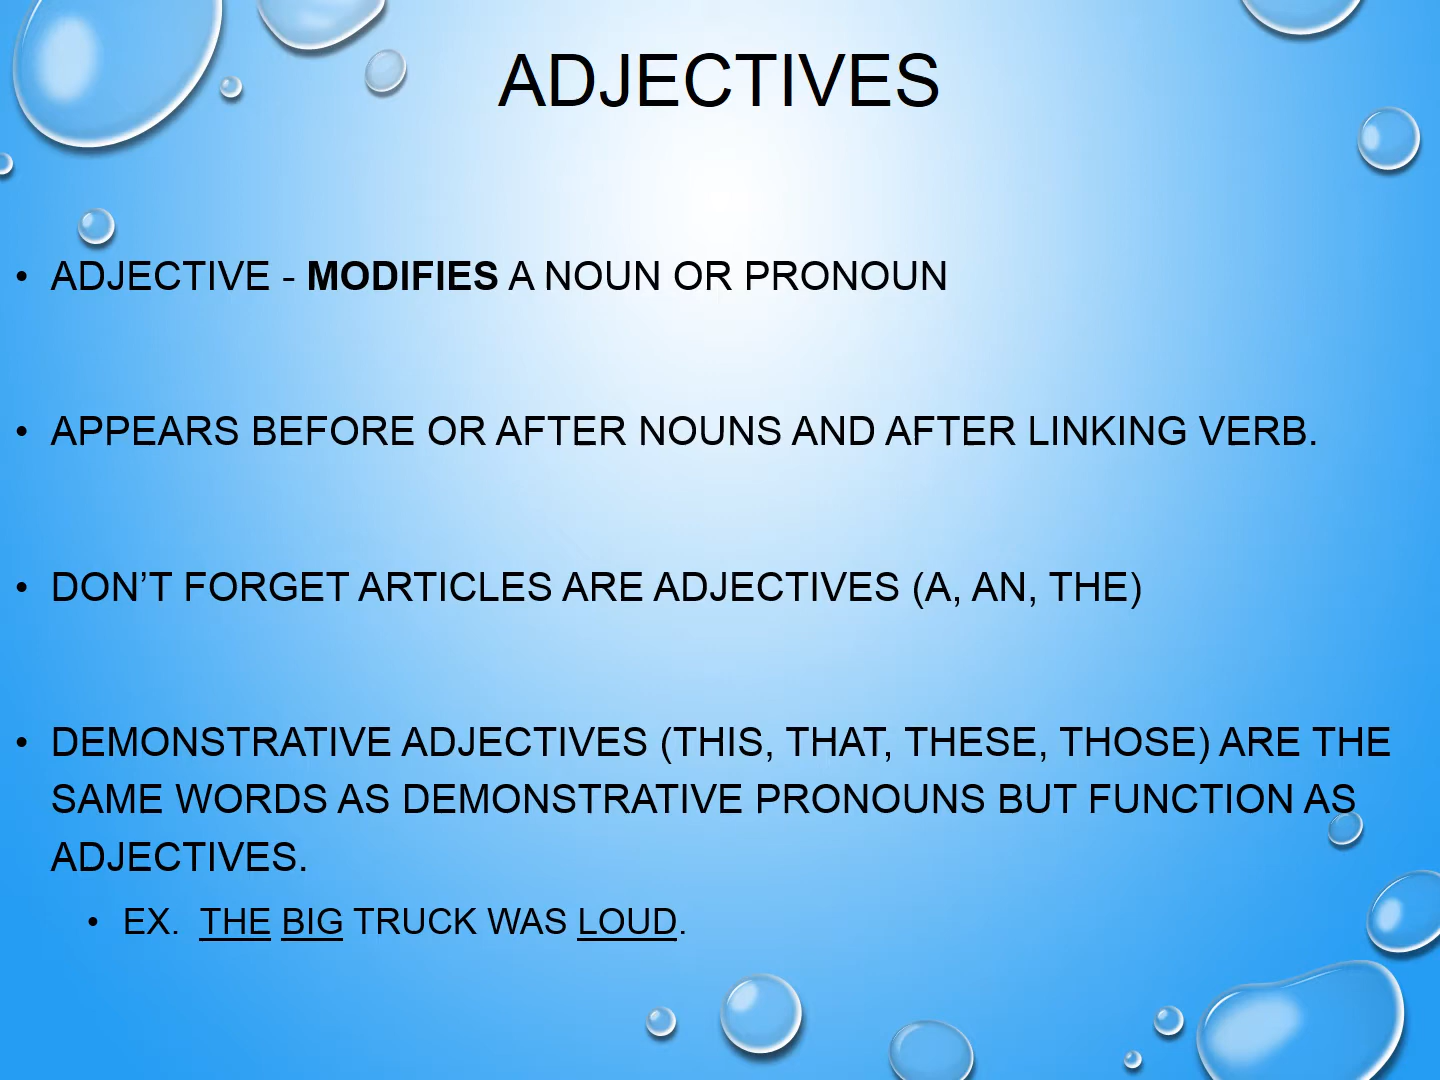 ADJECTIVES
• ADJECTIVE - MODIFIES A NOUN OR PRONOUN
• APPEARS BEFORE OR AFTER NOUNS AND AFTER LINKING VERB.
• DON’T FORGET ARTICLES ARE ADJECTIVES (A, AN, THE)
• DEMONSTRATIVE ADJECTIVES (THIS, THAT, THESE, THOSE) ARE THE
SAME WORDS AS DEMONSTRATIVE PRONOUNS BUT FUNCTION AS
ADJECTIVES.
• EX. THE BIG TRUCK WAS LOUD.